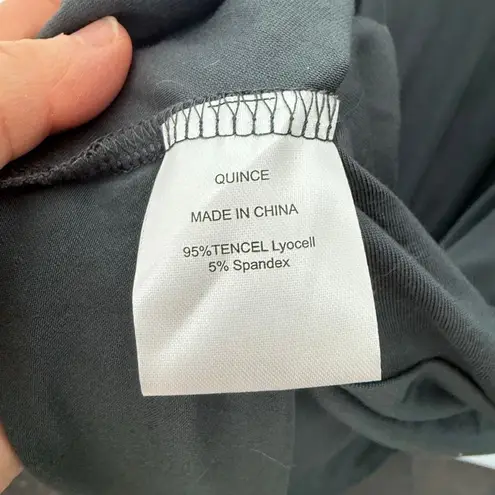 QUINCE
MADE IN CHINA
95%TENCEL Lyocell
5% Spandex